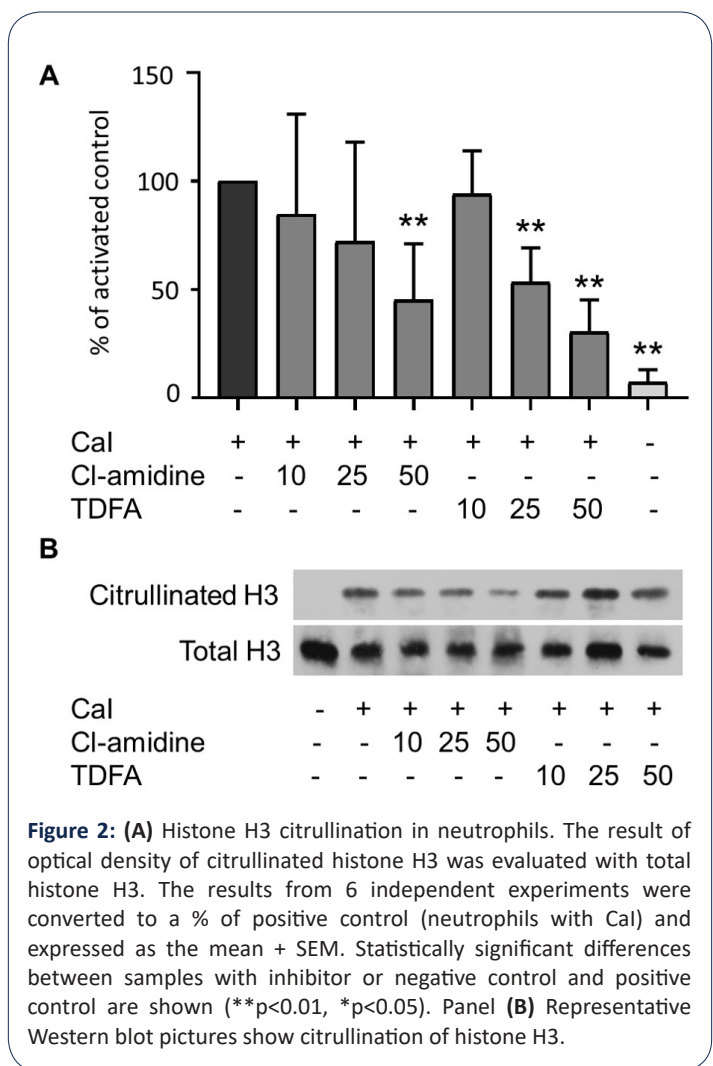 A
150
100
50
0
% of activated control
** ** ** **
CaI + + + + + + + -
Cl-amidine - 10 25 50 - - - -
TDFA - - - - 10 25 50 -
B
Citrullinated H3
Total H3
CaI - + + + + + + +
Cl-amidine - - 10 25 50 - - -
TDFA - - - - - 10 25 50
Figure 2: (A) Histone H3 citrullination in neutrophils. The result of
optical density of citrullinated histone H3 was evaluated with total
histone H3. The results from 6 independent experiments were
converted to a % of positive control (neutrophils with CaI) and
expressed as the mean + SEM. Statistically significant differences
between samples with inhibitor or negative control and positive
control are shown (**p<0.01, *p<0.05). Panel (B) Representative
Western blot pictures show citrullination of histone H3.